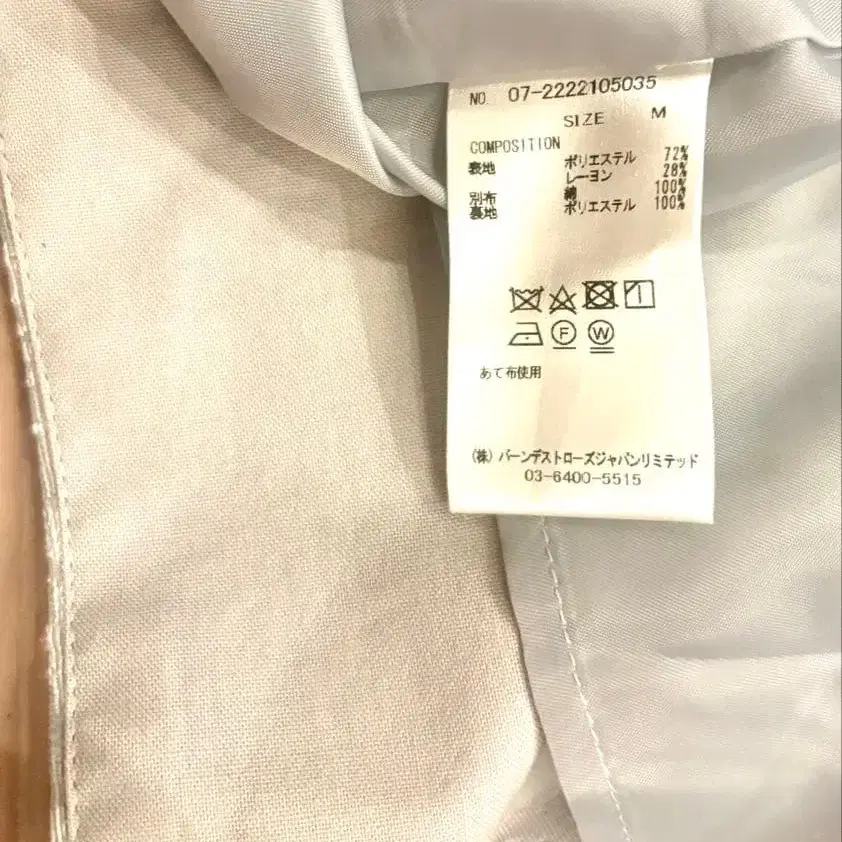 NO 07-2222105035
SIZE M
COMPOSITION
表地 ポリエステル 72%
レーヨン 28%
別布 綿 100%
裏地 ポリエステル 100%
F W
あて布使用
(株) バーンデストローズジャパンリミテッド
03-6400-5515